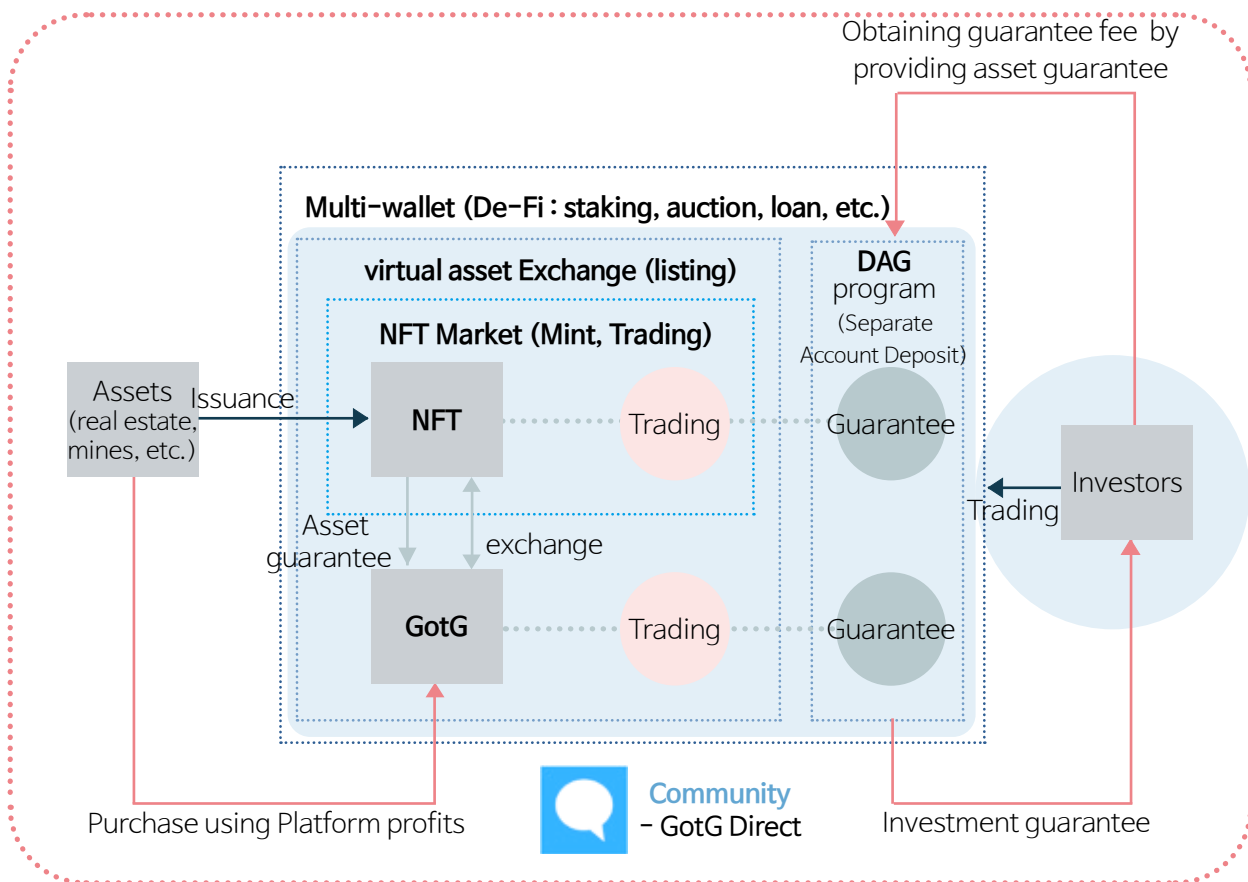 Obtaining guarantee fee by
providing asset guarantee
Multi-wallet (De-Fi : staking, auction, loan, etc.)
virtual asset Exchange (listing)
DAG
program
(Separate
Account Deposit)
NFT Market (Mint, Trading)
Assets
(real estate,
mines, etc.)
Issuance
NFT
Trading
Guarantee
Investors
Trading
Asset
guarantee
exchange
GotG
Trading
Guarantee
Purchase using Platform profits
Community
- GotG Direct
Investment guarantee